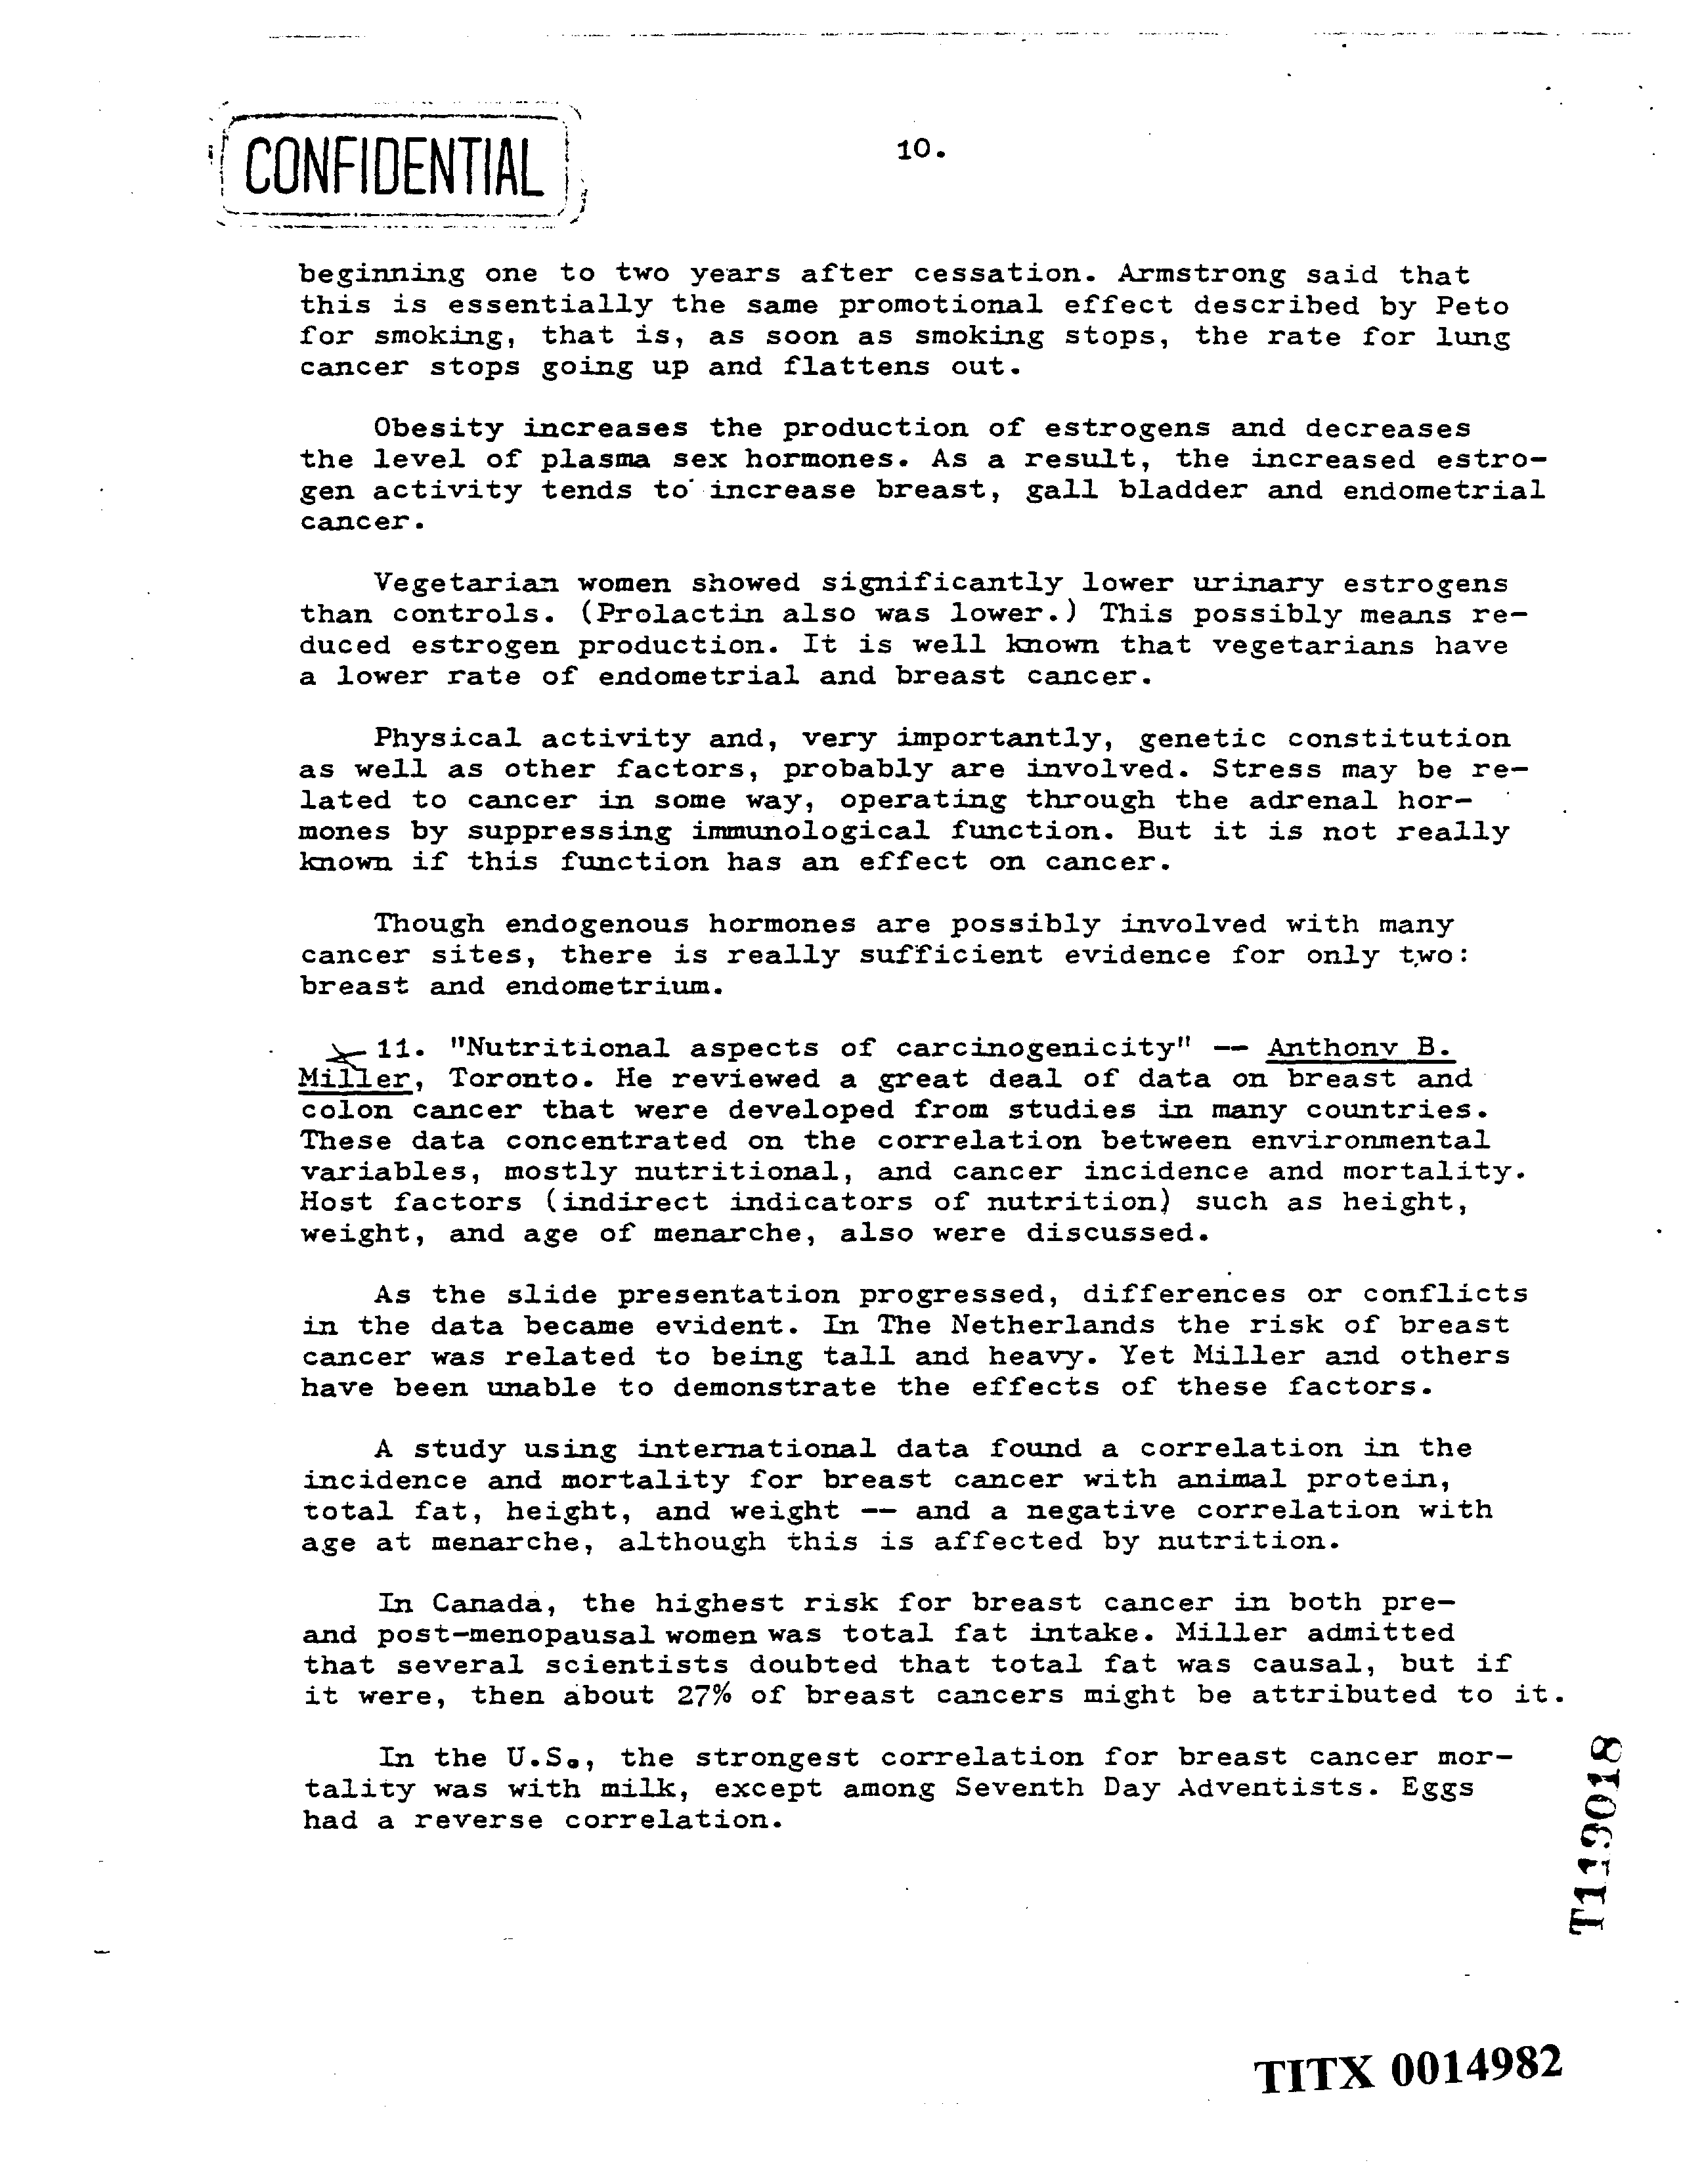 CONFIDENTIAL
10.
beginning one to two years after cessation. Armstrong said that
this is essentially the same promotional effect described by Peto
for smoking, that is, as soon as smoking stops, the rate for lung
cancer stops going up and flattens out.
Obesity increases the production of estrogens and decreases
the level of plasma sex hormones. As a result, the increased estro-
gen activity tends to increase breast, gall bladder and endometrial
cancer.
Vegetarian women showed significantly lower urinary estrogens
than controls. (Prolactin also was lower.) This possibly means re-
duced estrogen production. It is well known that vegetarians have
a lower rate of endometrial and breast cancer.
Physical activity and, very importantly, genetic constitution
as well as other factors, probably are involved. Stress may be re-
lated to cancer in some way, operating through the adrenal hor-
mones by suppressing immunological function. But it is not really
known if this function has an effect on cancer.
Though endogenous hormones are possibly involved with many
cancer sites, there is really sufficient evidence for only two:
breast and endometrium.
11. "Nutritional aspects of carcinogenicity" -- Anthony B.
Miller, Toronto. He reviewed a great deal of data on breast and
colon cancer that were developed from studies in many countries.
These data concentrated on the correlation between environmental
variables, mostly nutritional, and cancer incidence and mortality.
Host factors (indirect indicators of nutrition) such as height,
weight, and age of menarche, also were discussed.
As the slide presentation progressed, differences or conflicts
in the data became evident. In The Netherlands the risk of breast
cancer was related to being tall and heavy. Yet Miller and others
have been unable to demonstrate the effects of these factors.
A study using international data found a correlation in the
incidence and mortality for breast cancer with animal protein,
total fat, height, and weight -- and a negative correlation with
age at menarche, although this is affected by nutrition.
In Canada, the highest risk for breast cancer in both pre-
and post-menopausal women was total fat intake. Miller admitted
that several scientists doubted that total fat was causal, but if
it were, then about 27% of breast cancers might be attributed to it.
In the U.S., the strongest correlation for breast cancer mor-
tality was with milk, except among Seventh Day Adventists. Eggs
had a reverse correlation.
T119018
TITX 0014982